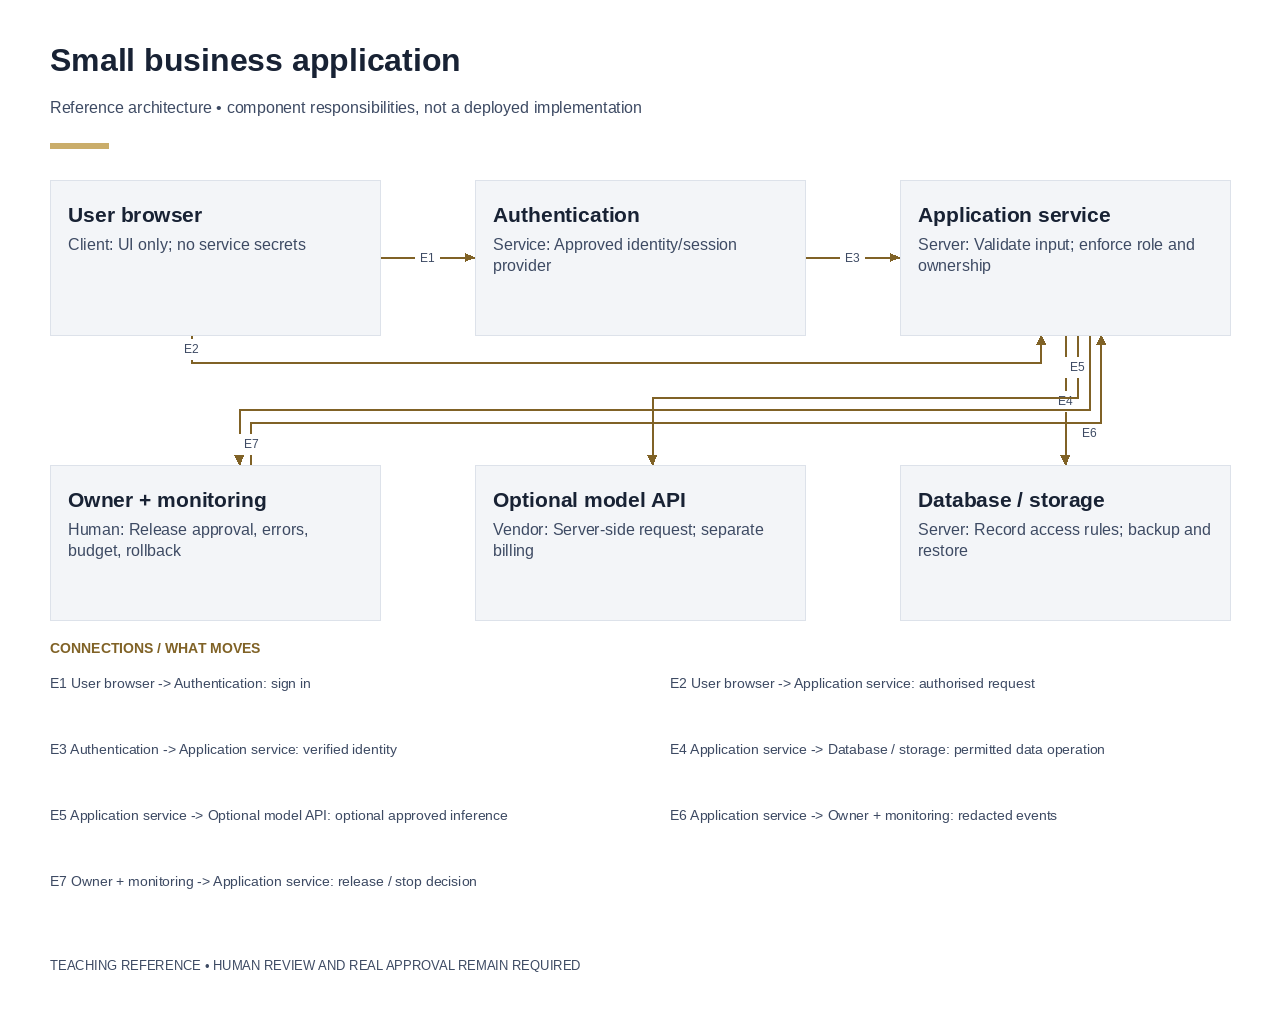 Small business application
Reference architecture • component responsibilities, not a deployed implementation
User browser
Client: UI only; no service secrets
E1
Authentication
Service: Approved identity/session
provider
E3
Application service
Server: Validate input; enforce role and
ownership
E2
E5
E4
E6
E7
Owner + monitoring
Human: Release approval, errors,
budget, rollback
Optional model API
Vendor: Server-side request; separate
billing
Database / storage
Server: Record access rules; backup and
restore
CONNECTIONS / WHAT MOVES
E1 User browser -> Authentication: sign in
E2 User browser -> Application service: authorised request
E3 Authentication -> Application service: verified identity
E4 Application service -> Database / storage: permitted data operation
E5 Application service -> Optional model API: optional approved inference
E6 Application service -> Owner + monitoring: redacted events
E7 Owner + monitoring -> Application service: release / stop decision
TEACHING REFERENCE • HUMAN REVIEW AND REAL APPROVAL REMAIN REQUIRED